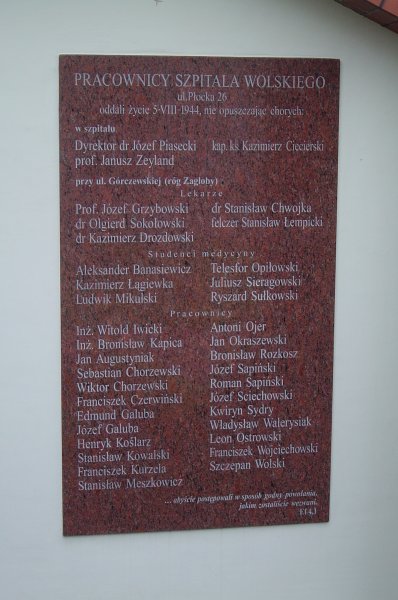 PRACOWNICY SZPITALA WOLSKIEGO
ul.Płocka 26
oddali życie 5-VIII-1944, nie opuszczając chorych:
w szpitalu
Dyrektor dr Józef Piasecki kap. ks. Kazimierz Ciecierski
prof. Janusz Zeyland
przy ul. Górczewskiej (róg Zagłoby)
Lekarze
Prof. Józef Grzybowski dr Stanisław Chwojka
dr Olgierd Sokołowski felczer Stanisław Łempicki
dr Kazimierz Drozdowski
Studenci medycyny
Aleksander Banasiewicz Telesfor Opiłowski
Kazimierz Łagiewka Juliusz Sieragowski
Ludwik Mikulski Ryszard Sułkowski
Pracownicy
Inż. Witold Iwicki Antoni Ojer
Inż. Bronisław Kapica Jan Okraszewski
Jan Augustyniak Bronisław Rozkosz
Sebastian Chorzewski Józef Sapiński
Wiktor Chorzewski Roman Sapiński
Franciszek Czerwiński Józef Ściechowski
Edmund Gałuba Kwiryn Sydry
Józef Gałuba Władysław Walerysiak
Henryk Koślarz Leon Ostrowski
Stanisław Kowalski Franciszek Wojciechowski
Franciszek Kurzela Szczepan Wolski
Stanisław Meszkowicz
... abyście postępowali w sposób godny powołania,
jakim zostaliście wezwani.
Ef 4,1